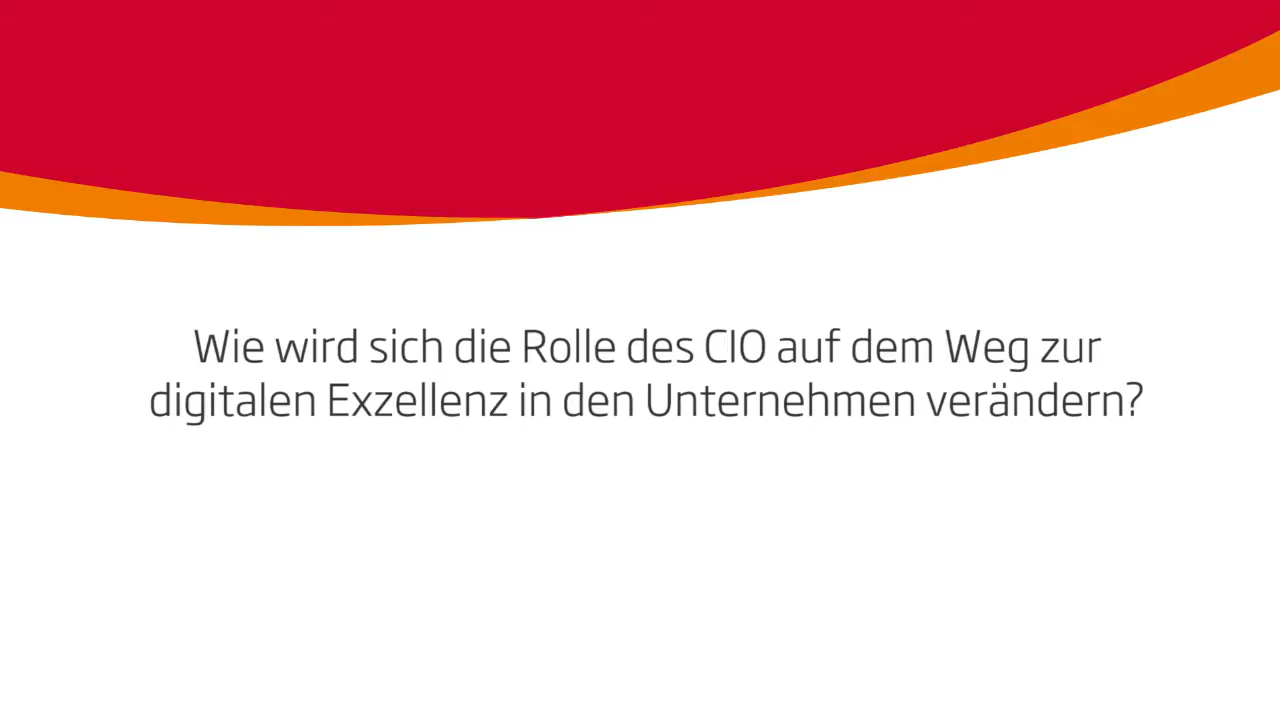 Wie wird sich die Rolle des CIO auf dem Weg zur
digitalen Exzellenz in den Unternehmen verändern?